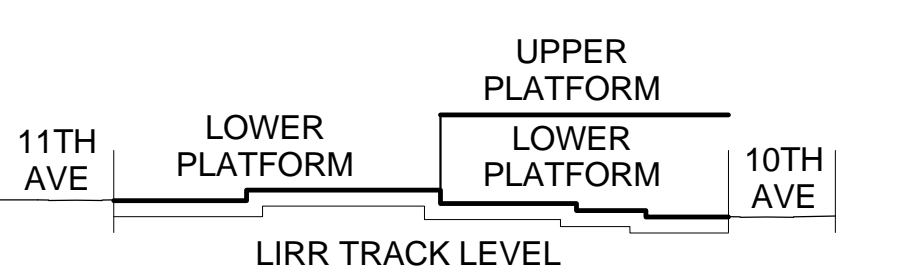 UPPER
PLATFORM
LOWER
PLATFORM
LOWER
PLATFORM
11TH
AVE
10TH
AVE
LIRR TRACK LEVEL